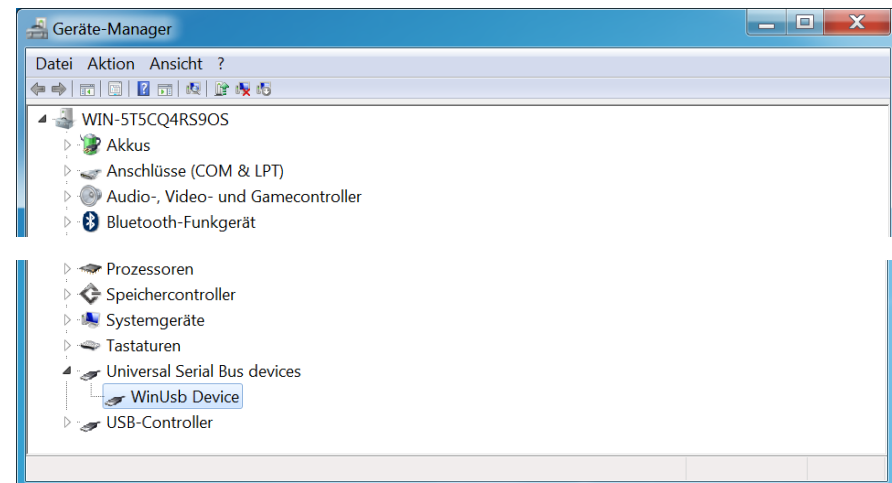 Geräte-Manager
Datei Aktion Ansicht ?
WIN-5T5CQ4RS9OS
Akkus
Anschlüsse (COM & LPT)
Audio-, Video- und Gamecontroller
Bluetooth-Funkgerät
Prozessoren
Speichercontroller
Systemgeräte
Tastaturen
Universal Serial Bus devices
WinUsb Device
USB-Controller